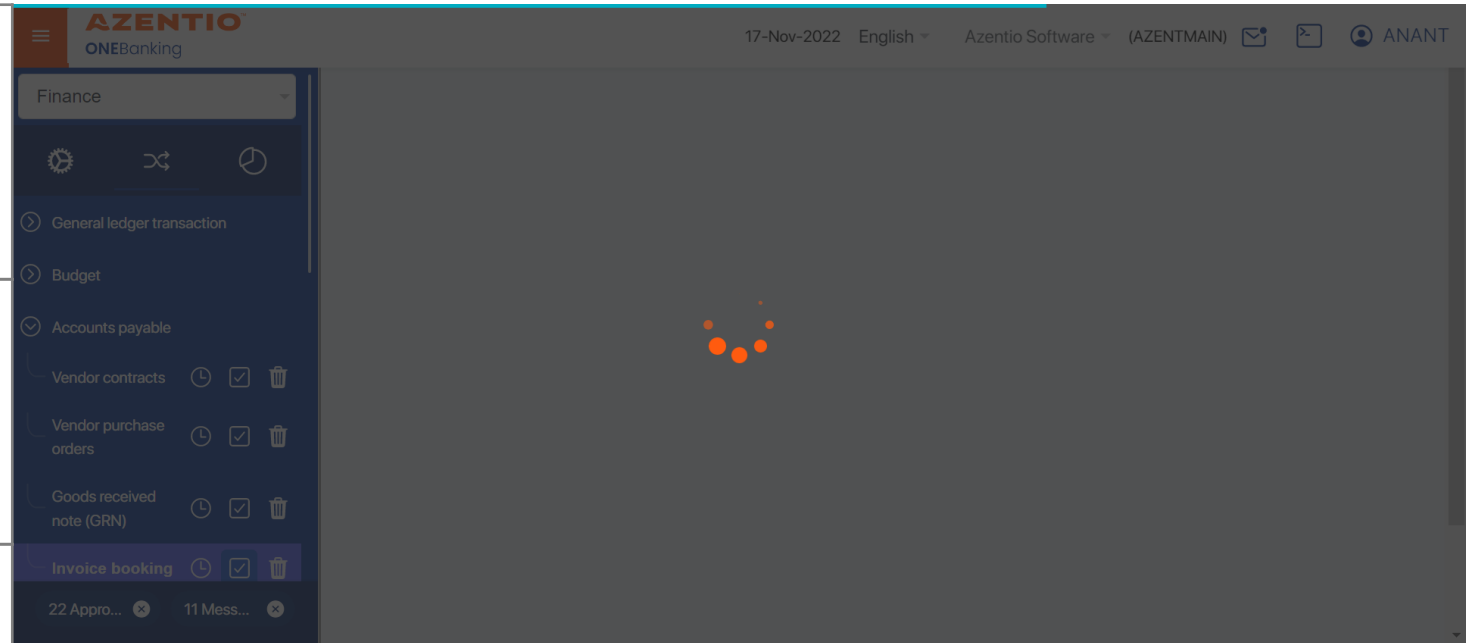 AZENTIO
ONEBanking
17-Nov-2022 English Azentio Software (AZENTMAIN) ANANT
Finance
General ledger transaction
Budget
Accounts payable
Vendor contracts
Vendor purchase
orders
Goods received
note (GRN)
Invoice booking
22 Appro... 11 Mess...